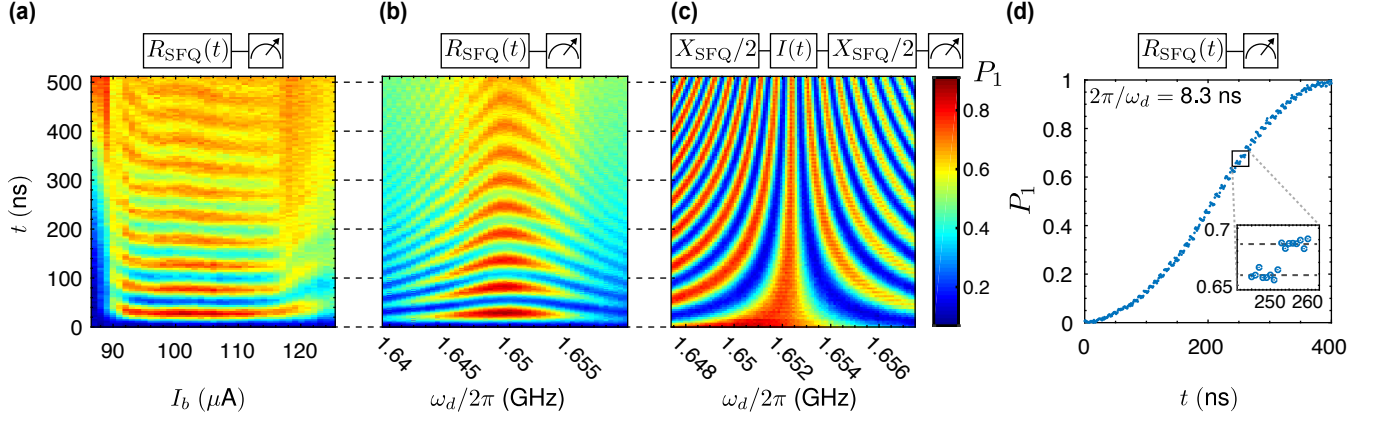 (a)
(b)
(c)
(d)
R_SFQ(t)
R_SFQ(t)
X_SFQ/2
I(t)
X_SFQ/2
R_SFQ(t)
t (ns)
500
400
300
200
100
0
90
100
110
120
I_b (μA)
1.64
1.645
1.65
1.655
ω_d/2π (GHz)
1.648
1.65
1.652
1.654
1.656
ω_d/2π (GHz)
P_1
0.8
0.6
0.4
0.2
P_1
1
0.8
0.6
0.4
0.2
0
2π/ω_d = 8.3 ns
0.7
0.65
250
260
0
200
400
t (ns)